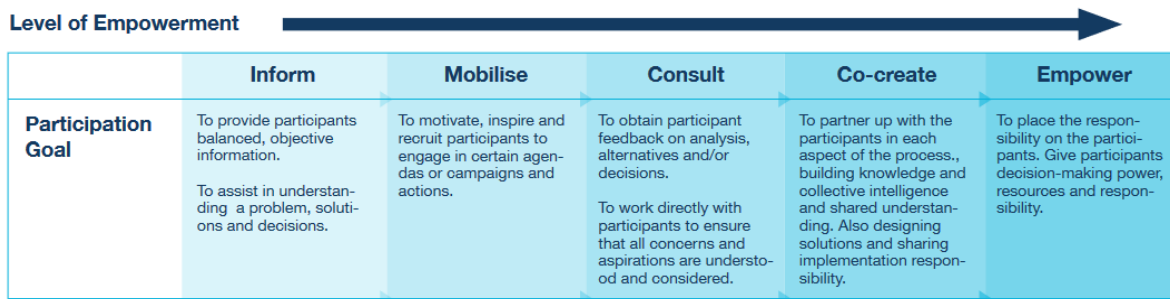 Level of Empowerment
Inform
Mobilise
Consult
Co-create
Empower
Participation
Goal
To provide participants
balanced, objective
information.
To assist in understan-
ding  a problem, soluti-
ons and decisions.
To motivate, inspire and
recruit participants to
engage in certain agen-
das or campaigns and
actions.
To obtain participant
feedback on analysis,
alternatives and/or
decisions.
To work directly with
participants to ensure
that all concerns and
aspirations are understo-
od and considered.
To partner up with the
participants in each
aspect of the process.,
building knowledge and
collective intelligence
and shared understan-
ding. Also designing
solutions and sharing
implementation respon-
sibility.
To place the respon-
sibility on the partici-
pants. Give participants
decision-making power,
resources and respon-
sibility.